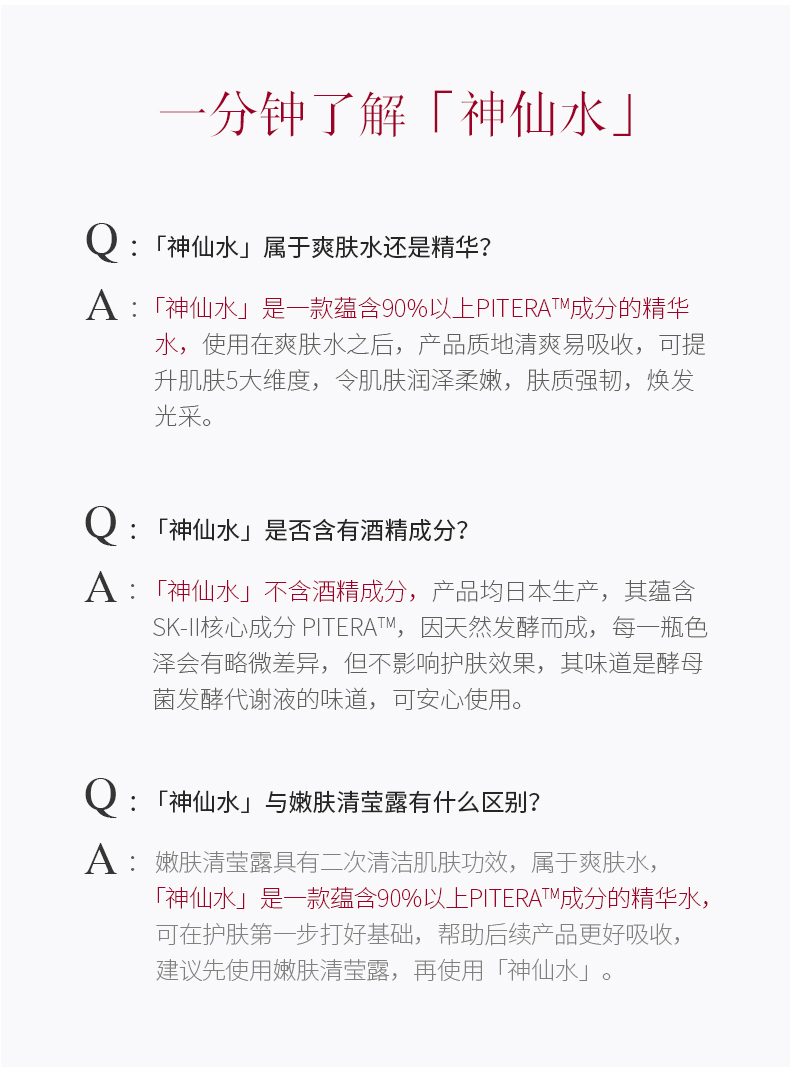 一分钟了解「神仙水」
Q：「神仙水」属于爽肤水还是精华？
A：「神仙水」是一款蕴含90%以上PITERA™成分的精华
水，使用在爽肤水之后，产品质地清爽易吸收，可提
升肌肤5大维度，令肌肤润泽柔嫩，肤质强韧，焕发
光采。
Q：「神仙水」是否含有酒精成分？
A：「神仙水」不含酒精成分，产品均日本生产，其蕴含
SK-II核心成分 PITERA™，因天然发酵而成，每一瓶色
泽会有略微差异，但不影响护肤效果，其味道是酵母
菌发酵代谢液的味道，可安心使用。
Q：「神仙水」与嫩肤清莹露有什么区别？
A：嫩肤清莹露具有二次清洁肌肤功效，属于爽肤水，
「神仙水」是一款蕴含90%以上PITERA™成分的精华水，
可在护肤第一步打好基础，帮助后续产品更好吸收，
建议先使用嫩肤清莹露，再使用「神仙水」。